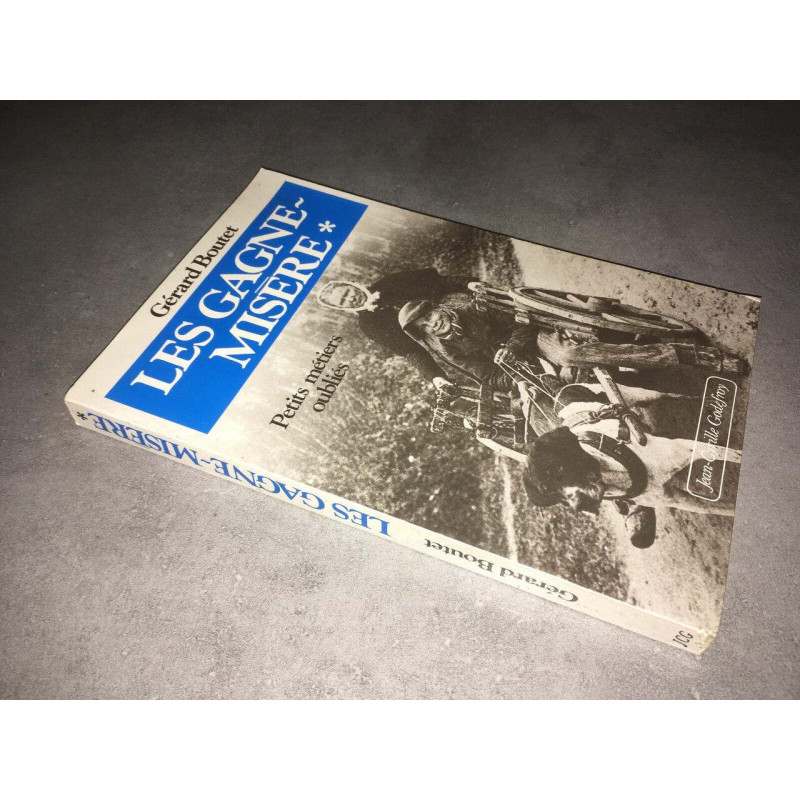 Gérard Boutet
LES GAGNE-
MISÈRE*
Petits métiers
oubliés
Jean-Cyrille Godefroy
LES GAGNE-MISÈRE*
Gérard Boutet
JCG